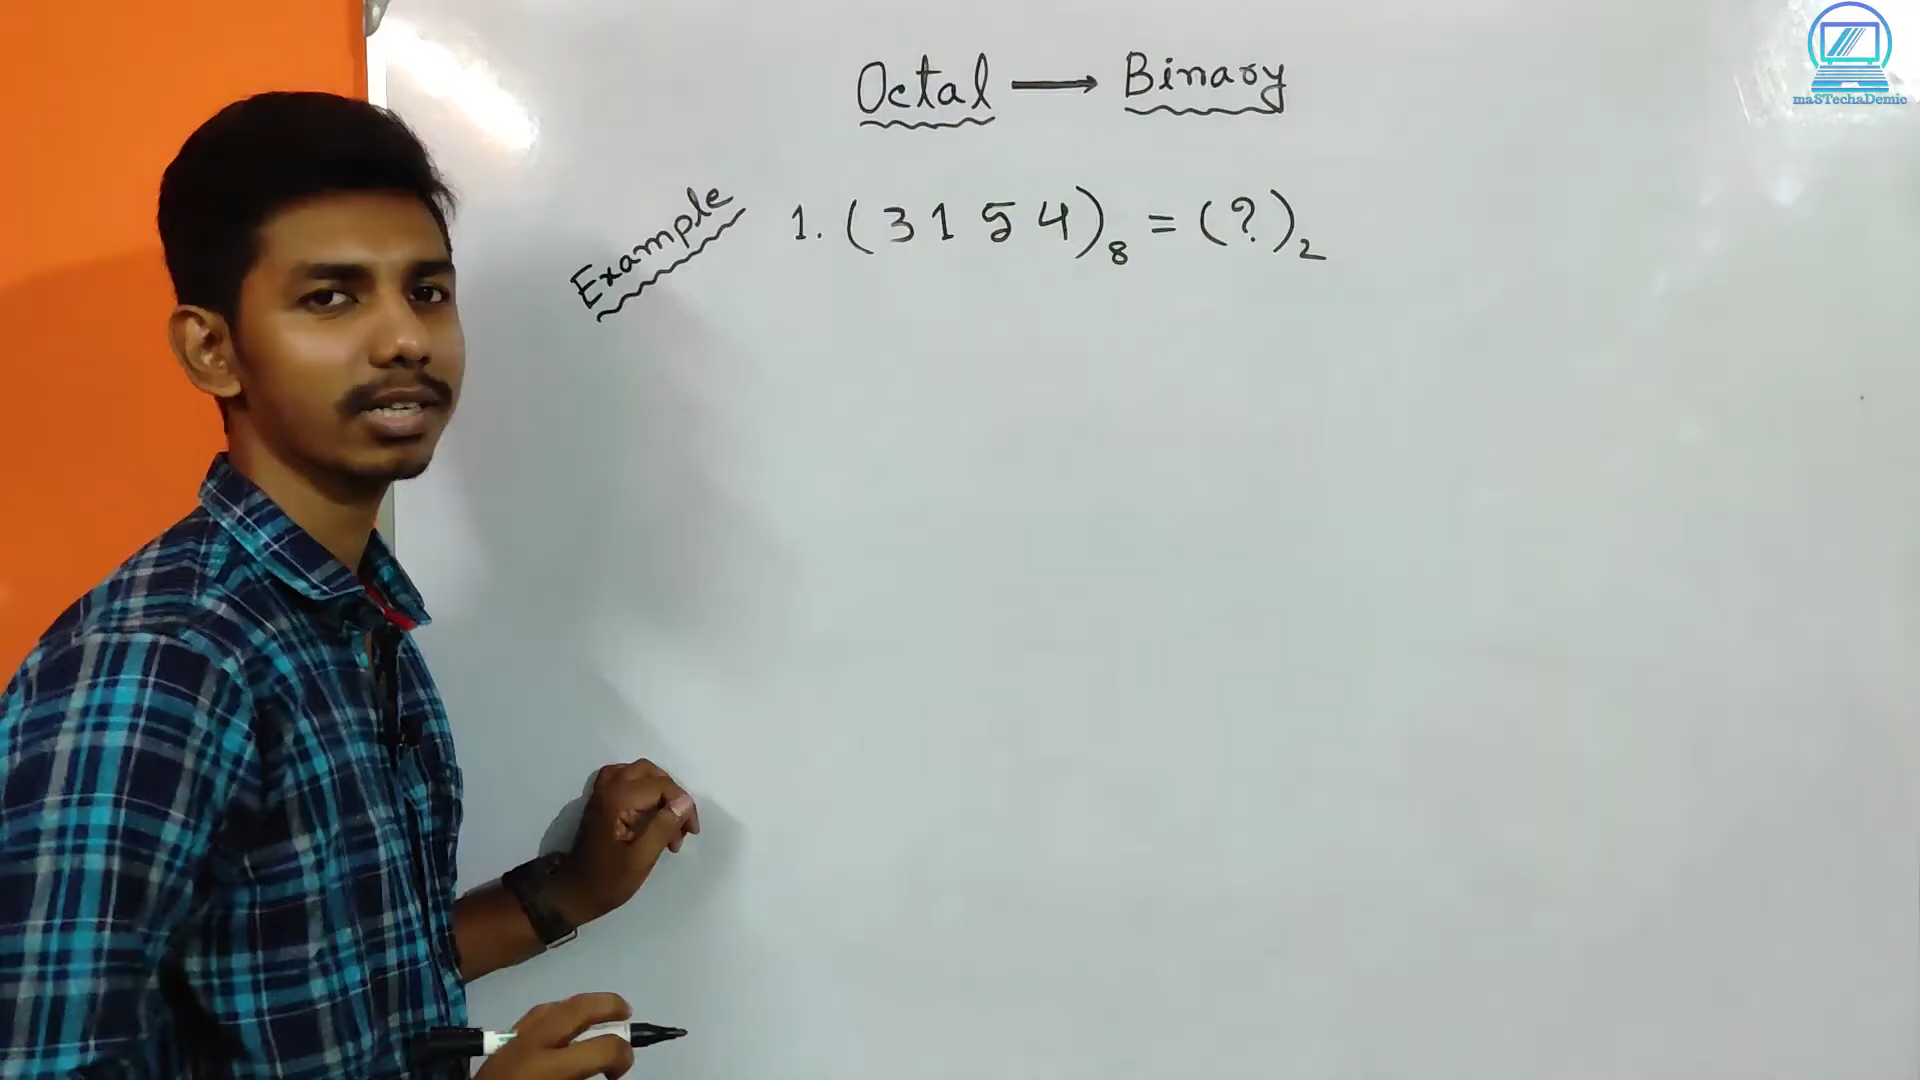 Octal → Binary
Example
1. (3 1 5 4)₈ = (?)₂
maSTechaDemic